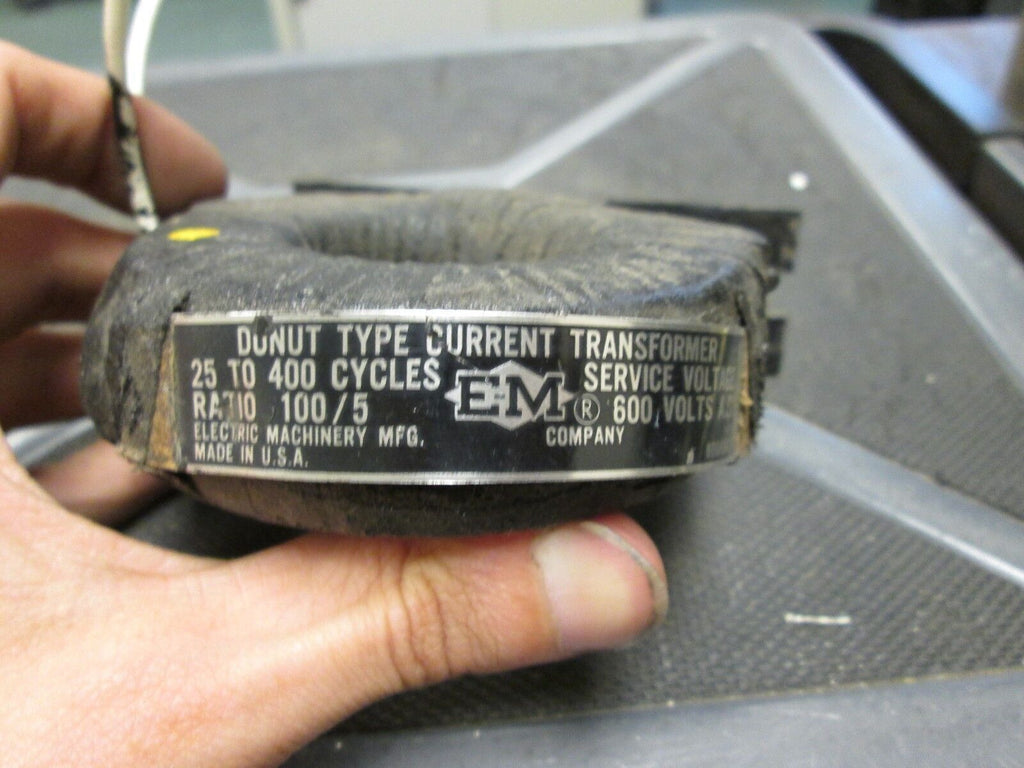 DONUT TYPE CURRENT TRANSFORMER
25 TO 400 CYCLES
SERVICE VOLTAGE
RATIO 100/5
EM ®
600 VOLTS
ELECTRIC MACHINERY MFG. COMPANY
MADE IN U.S.A.